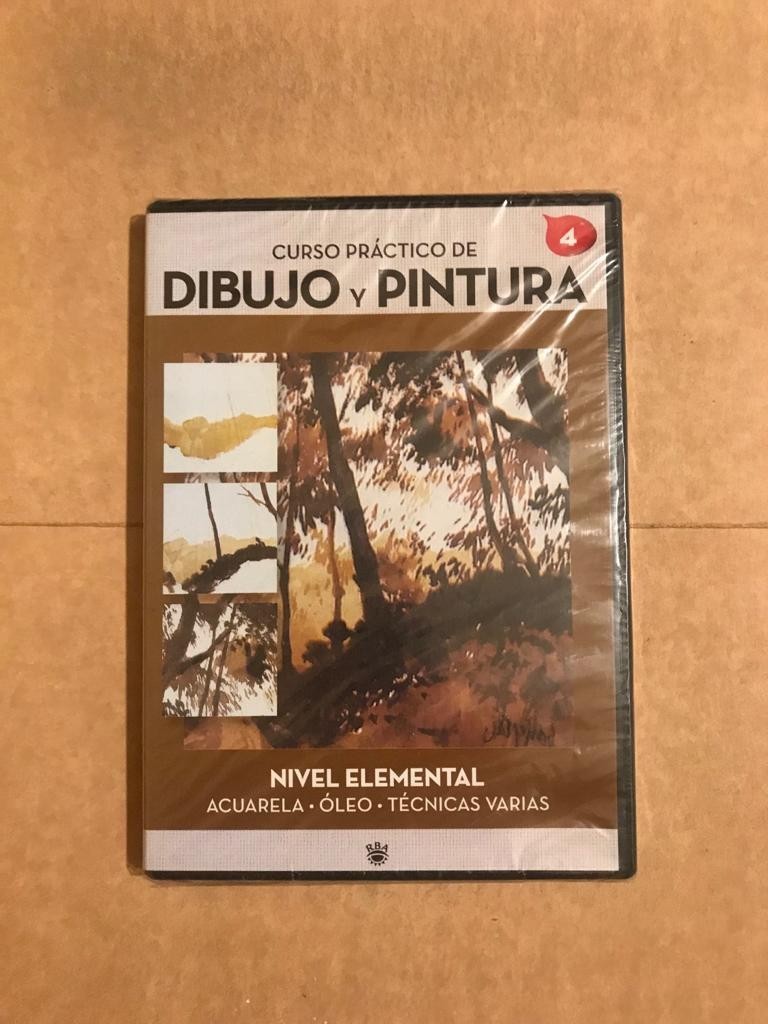 4
CURSO PRÁCTICO DE
DIBUJO Y PINTURA
NIVEL ELEMENTAL
ACUARELA • ÓLEO • TÉCNICAS VARIAS
RBA